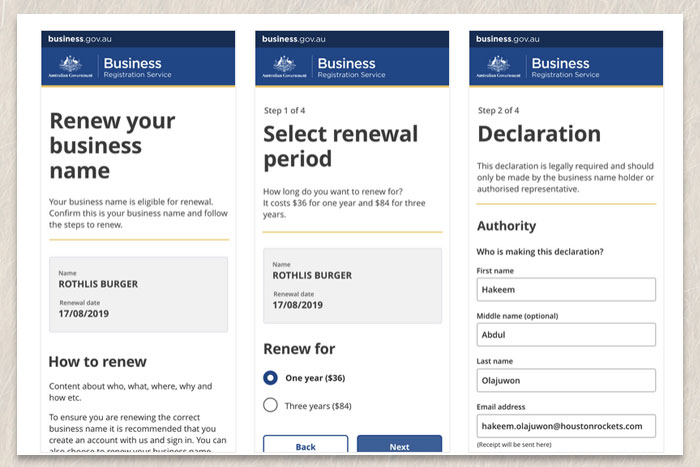 business.gov.au
Australian Government
Business
Registration Service
Renew your
business
name
Your business name is eligible for renewal.
Confirm this is your business name and follow
the steps to renew.
Name
ROTHLIS BURGER
Renewal date
17/08/2019
How to renew
Content about who, what, where, why and
how etc.
To ensure you are renewing the correct
business name it is recommended that you
create an account with us and sign in. You can
also choose to renew your business name
business.gov.au
Australian Government
Business
Registration Service
Step 1 of 4
Select renewal
period
How long do you want to renew for?
It costs $36 for one year and $84 for three
years.
Name
ROTHLIS BURGER
Renewal date
17/08/2019
Renew for
One year ($36)
Three years ($84)
Back
Next
business.gov.au
Australian Government
Business
Registration Service
Step 2 of 4
Declaration
This declaration is legally required and should
only be made by the business name holder or
authorised representative.
Authority
Who is making this declaration?
First name
Hakeem
Middle name (optional)
Abdul
Last name
Olajuwon
Email address
hakeem.olajuwon@houstonrockets.com
(Receipt will be sent here)